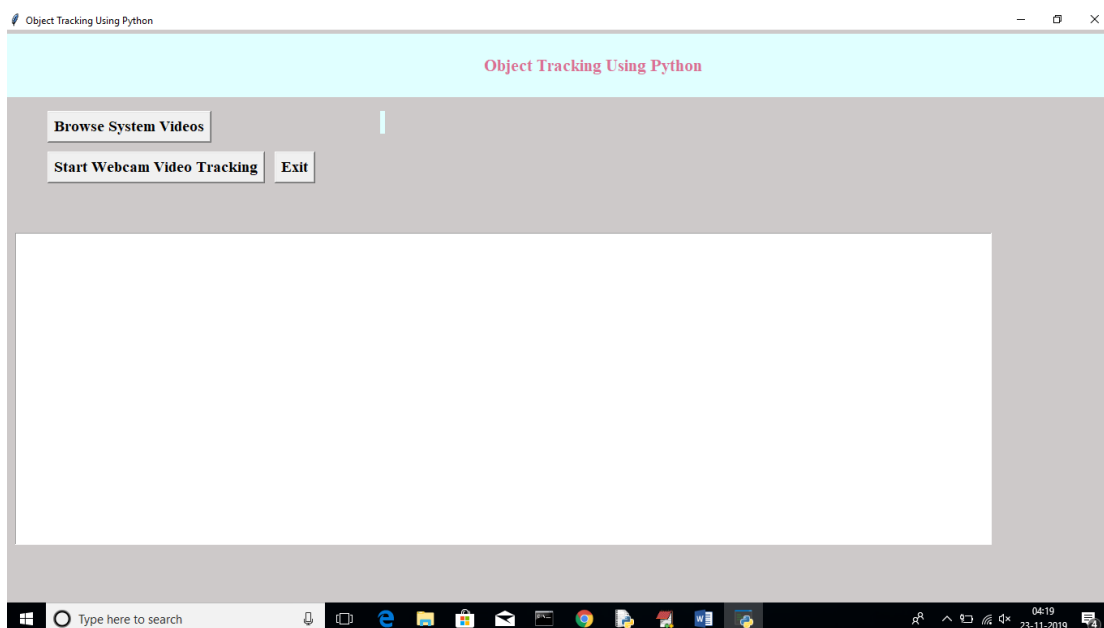 Object Tracking Using Python
Object Tracking Using Python
Browse System Videos
Start Webcam Video Tracking Exit
Type here to search
04:19
23-11-2019
4